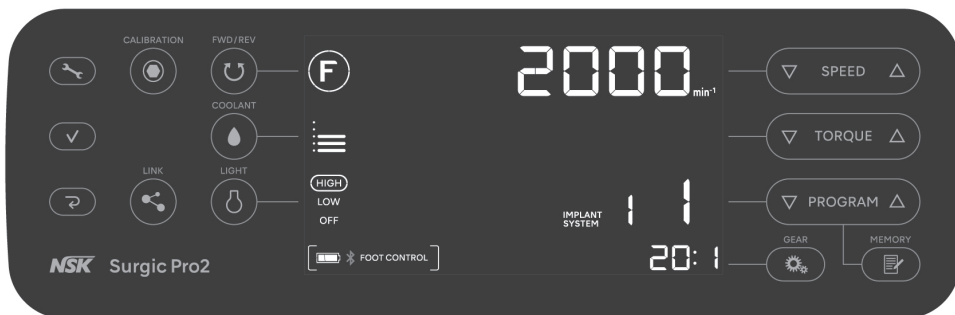 CALIBRATION FWD/REV
F 2000 min⁻¹
SPEED
COOLANT
TORQUE
LINK LIGHT
HIGH
LOW
OFF
IMPLANT
SYSTEM
1 1
PROGRAM
GEAR MEMORY
FOOT CONTROL
20:1
NSK Surgic Pro2